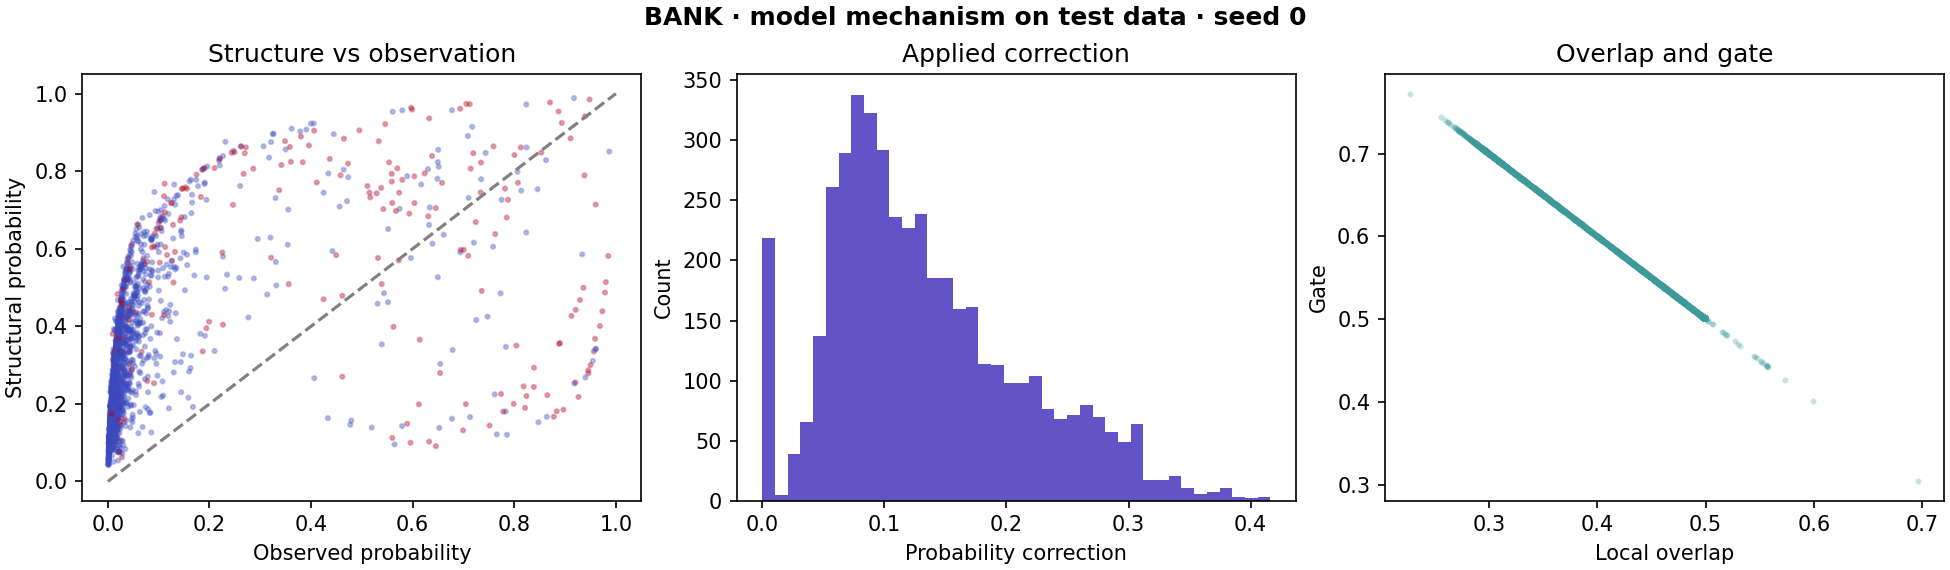 BANK · model mechanism on test data · seed 0
Structure vs observation
Structural probability
1.0
0.8
0.6
0.4
0.2
0.0
0.0 0.2 0.4 0.6 0.8 1.0
Observed probability
Applied correction
Count
350
300
250
200
150
100
50
0
0.0 0.1 0.2 0.3 0.4
Probability correction
Overlap and gate
Gate
0.7
0.6
0.5
0.4
0.3
0.3 0.4 0.5 0.6 0.7
Local overlap